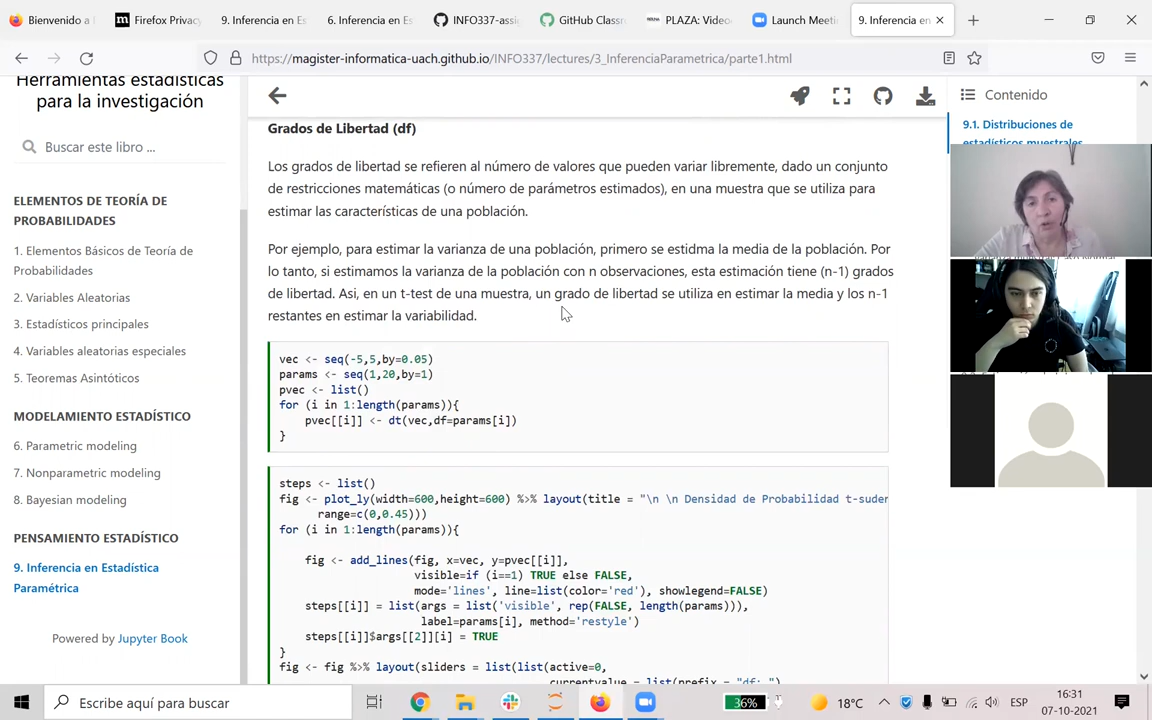 Bienvenido a
Firefox Privac
9. Inferencia en Es
6. Inferencia en Es
INFO337-assig
GitHub Classro
PLAZA: Videoc
Launch Meetin
9. Inferencia en
https://magister-informatica-uach.github.io/INFO337/lectures/3_InferenciaParametrica/parte1.html
Herramientas estadísticas
para la investigación
Buscar este libro ...
ELEMENTOS DE TEORÍA DE
PROBABILIDADES
1. Elementos Básicos de Teoría de
Probabilidades
2. Variables Aleatorias
3. Estadísticos principales
4. Variables aleatorias especiales
5. Teoremas Asintóticos
MODELAMIENTO ESTADÍSTICO
6. Parametric modeling
7. Nonparametric modeling
8. Bayesian modeling
PENSAMIENTO ESTADÍSTICO
9. Inferencia en Estadística
Paramétrica
Powered by Jupyter Book
Grados de Libertad (df)
Los grados de libertad se refieren al número de valores que pueden variar libremente, dado un conjunto
de restricciones matemáticas (o número de parámetros estimados), en una muestra que se utiliza para
estimar las características de una población.
Por ejemplo, para estimar la varianza de una población, primero se estidma la media de la población. Por
lo tanto, si estimamos la varianza de la población con n observaciones, esta estimación tiene (n-1) grados
de libertad. Asi, en un t-test de una muestra, un grado de libertad se utiliza en estimar la media y los n-1
restantes en estimar la variabilidad.
vec <- seq(-5,5,by=0.05)
params <- seq(1,20,by=1)
pvec <- list()
for (i in 1:length(params)){
    pvec[[i]] <- dt(vec,df=params[i])
}
steps <- list()
fig <- plot_ly(width=600,height=600) %>% layout(title = "\n \n Densidad de Probabilidad t-suden
      range=c(0,0.45)))
for (i in 1:length(params)){
    fig <- add_lines(fig, x=vec, y=pvec[[i]],
                     visible=if (i==1) TRUE else FALSE,
                     mode='lines', line=list(color='red'), showlegend=FALSE)
    steps[[i]] = list(args = list('visible', rep(FALSE, length(params))),
                      label=params[i], method='restyle')
    steps[[i]]$args[[2]][i] = TRUE
}
fig <- fig %>% layout(sliders = list(list(active=0,
                      currentvalue = list(prefix = "df: ")
Contenido
9.1. Distribuciones de
estadísticos muestrales
Escribe aquí para buscar
36%
18°C
ESP
16:31
07-10-2021